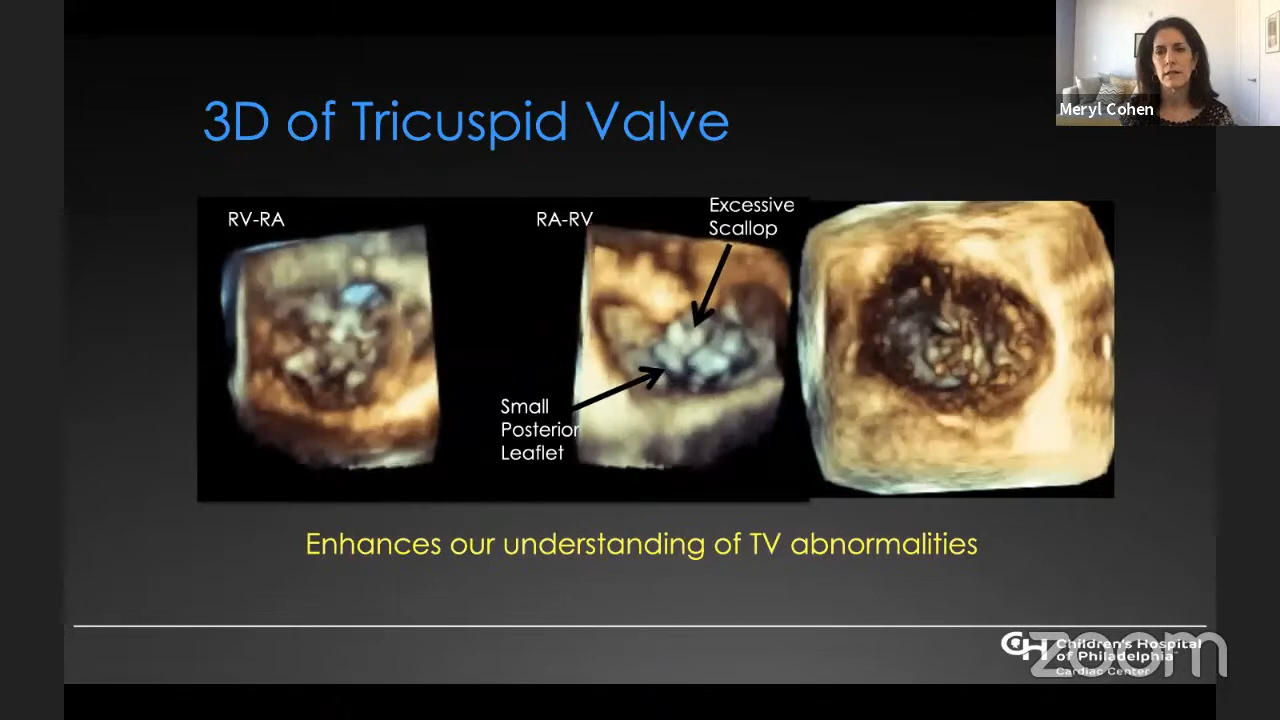 Meryl Cohen
3D of Tricuspid Valve
RV-RA
RA-RV
Excessive
Scallop
Small
Posterior
Leaflet
Enhances our understanding of TV abnormalities
CH
Children's Hospital
of Philadelphia
Cardiac Center
zoom